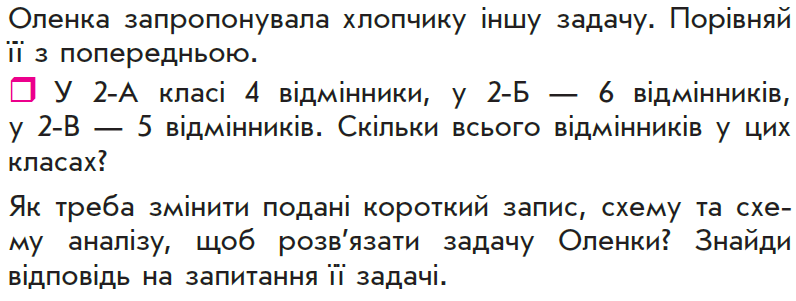 Оленка запропонувала хлопчику іншу задачу. Порівняй
її з попередньою.
❒ У 2-А класі 4 відмінники, у 2-Б — 6 відмінників,
у 2-В — 5 відмінників. Скільки всього відмінників у цих
класах?
Як треба змінити подані короткий запис, схему та схе-
му аналізу, щоб розв’язати задачу Оленки? Знайди
відповідь на запитання її задачі.